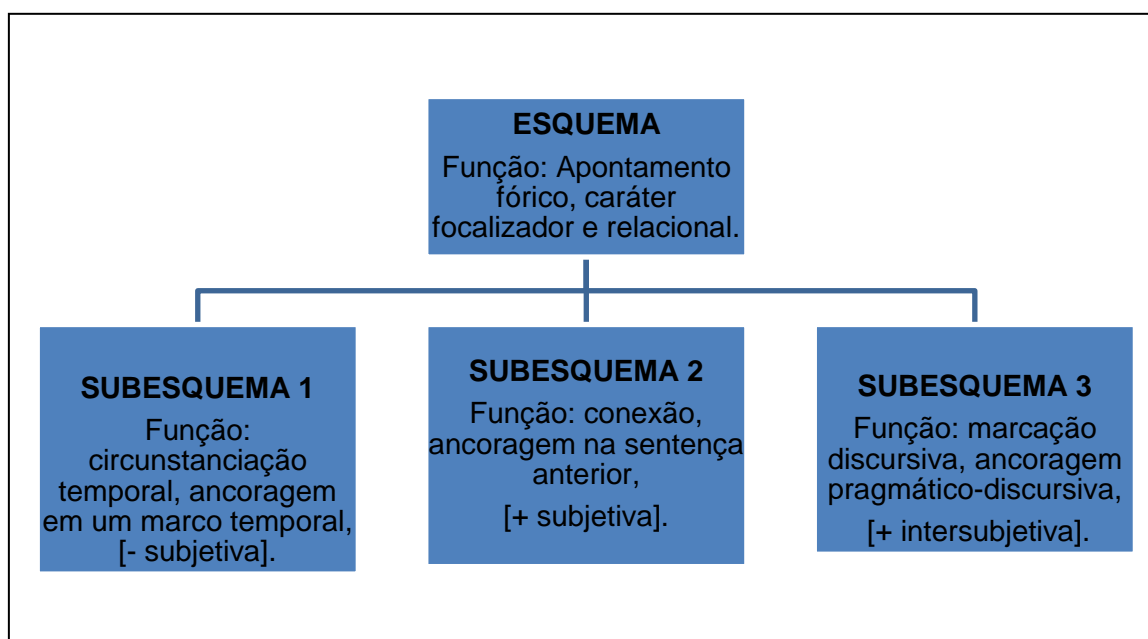 ESQUEMA
Função: Apontamento
fórico, caráter
focalizador e relacional.
SUBESQUEMA 1
Função:
circunstanciação
temporal, ancoragem
em um marco temporal,
[- subjetiva].
SUBESQUEMA 2
Função: conexão,
ancoragem na sentença
anterior,
[+ subjetiva].
SUBESQUEMA 3
Função: marcação
discursiva, ancoragem
pragmático-discursiva,
[+ intersubjetiva].